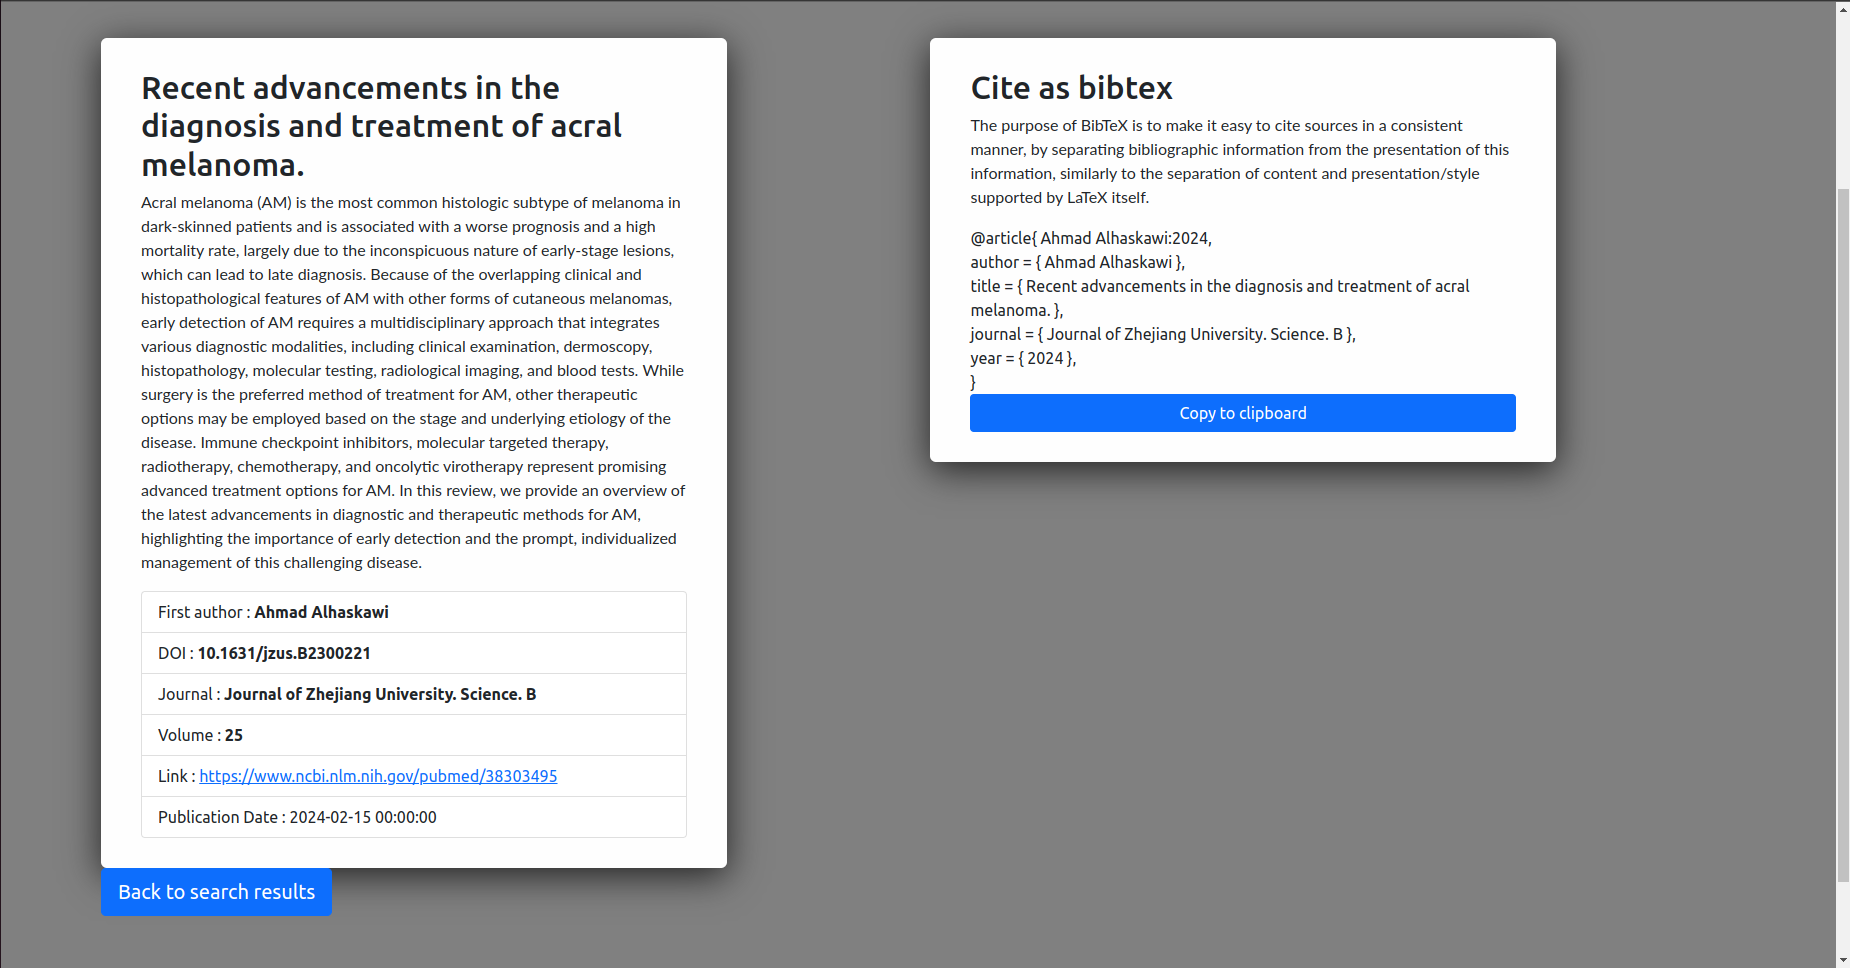 Recent advancements in the
diagnosis and treatment of acral
melanoma.
Acral melanoma (AM) is the most common histologic subtype of melanoma in
dark-skinned patients and is associated with a worse prognosis and a high
mortality rate, largely due to the inconspicuous nature of early-stage lesions,
which can lead to late diagnosis. Because of the overlapping clinical and
histopathological features of AM with other forms of cutaneous melanomas,
early detection of AM requires a multidisciplinary approach that integrates
various diagnostic modalities, including clinical examination, dermoscopy,
histopathology, molecular testing, radiological imaging, and blood tests. While
surgery is the preferred method of treatment for AM, other therapeutic
options may be employed based on the stage and underlying etiology of the
disease. Immune checkpoint inhibitors, molecular targeted therapy,
radiotherapy, chemotherapy, and oncolytic virotherapy represent promising
advanced treatment options for AM. In this review, we provide an overview of
the latest advancements in diagnostic and therapeutic methods for AM,
highlighting the importance of early detection and the prompt, individualized
management of this challenging disease.
First author : Ahmad Alhaskawi
DOI : 10.1631/jzus.B2300221
Journal : Journal of Zhejiang University. Science. B
Volume : 25
Link : https://www.ncbi.nlm.nih.gov/pubmed/38303495
Publication Date : 2024-02-15 00:00:00
Back to search results
Cite as bibtex
The purpose of BibTeX is to make it easy to cite sources in a consistent
manner, by separating bibliographic information from the presentation of this
information, similarly to the separation of content and presentation/style
supported by LaTeX itself.
@article{ Ahmad Alhaskawi:2024,
author = { Ahmad Alhaskawi },
title = { Recent advancements in the diagnosis and treatment of acral
melanoma. },
journal = { Journal of Zhejiang University. Science. B },
year = { 2024 },
}
Copy to clipboard